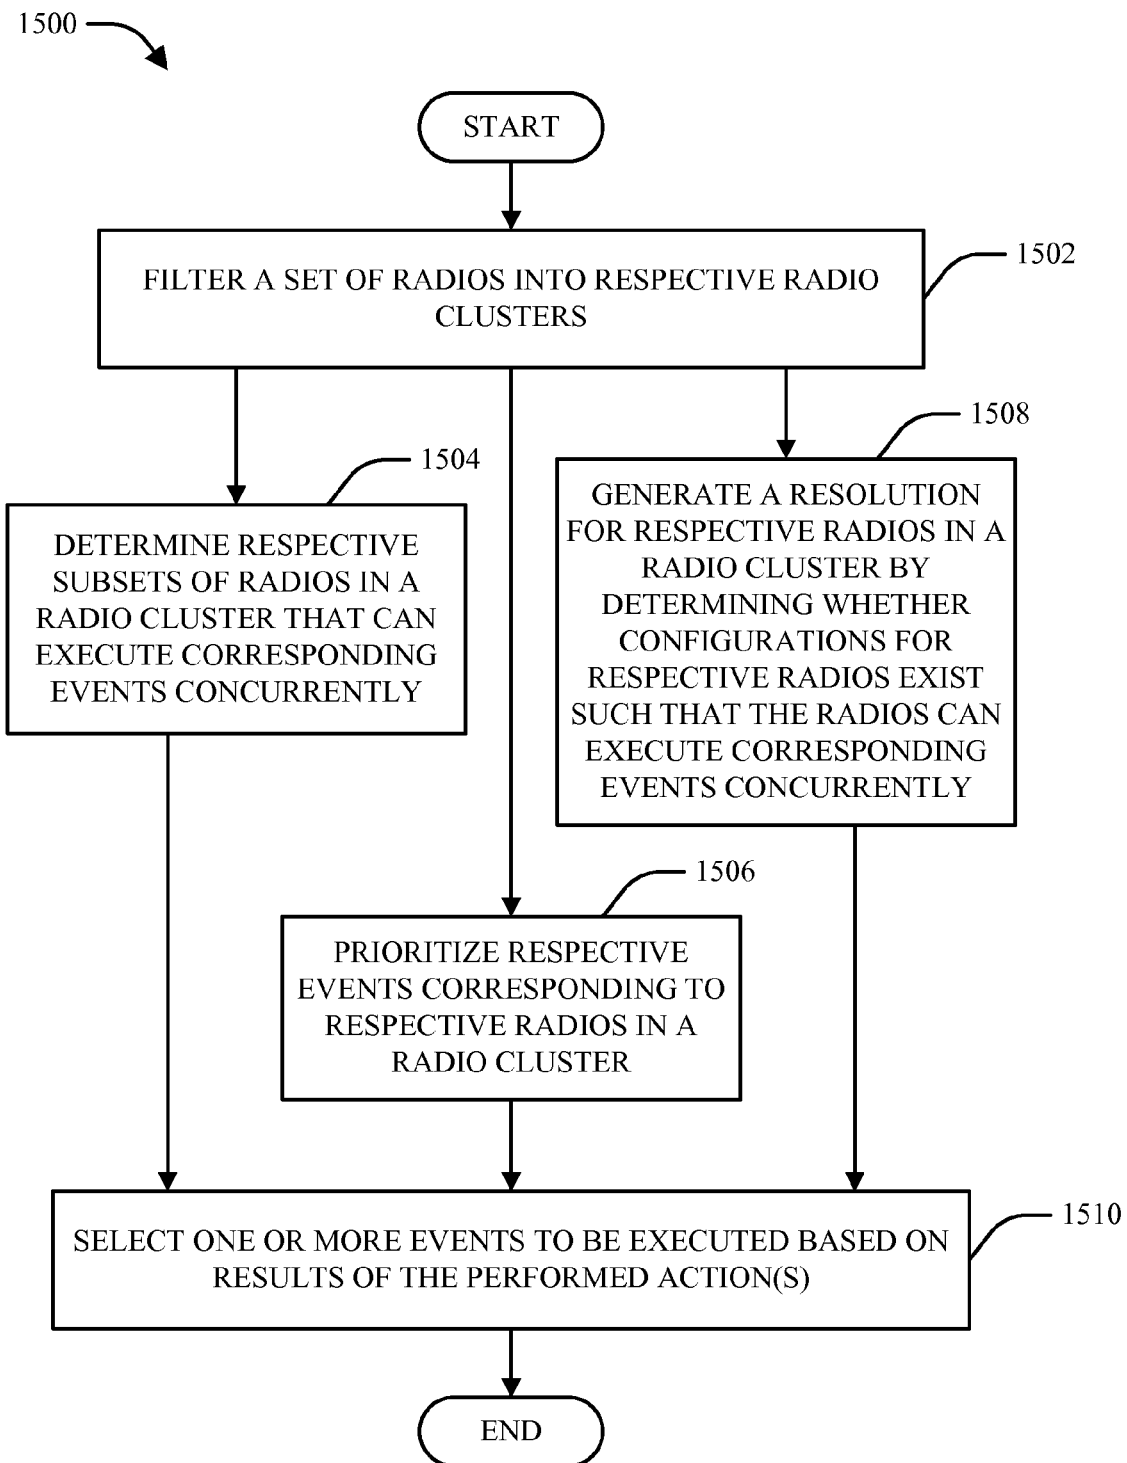 1500
START
FILTER A SET OF RADIOS INTO RESPECTIVE RADIO
CLUSTERS
1502
1504
DETERMINE RESPECTIVE
SUBSETS OF RADIOS IN A
RADIO CLUSTER THAT CAN
EXECUTE CORRESPONDING
EVENTS CONCURRENTLY
1508
GENERATE A RESOLUTION
FOR RESPECTIVE RADIOS IN A
RADIO CLUSTER BY
DETERMINING WHETHER
CONFIGURATIONS FOR
RESPECTIVE RADIOS EXIST
SUCH THAT THE RADIOS CAN
EXECUTE CORRESPONDING
EVENTS CONCURRENTLY
1506
PRIORITIZE RESPECTIVE
EVENTS CORRESPONDING TO
RESPECTIVE RADIOS IN A
RADIO CLUSTER
1510
SELECT ONE OR MORE EVENTS TO BE EXECUTED BASED ON
RESULTS OF THE PERFORMED ACTION(S)
END